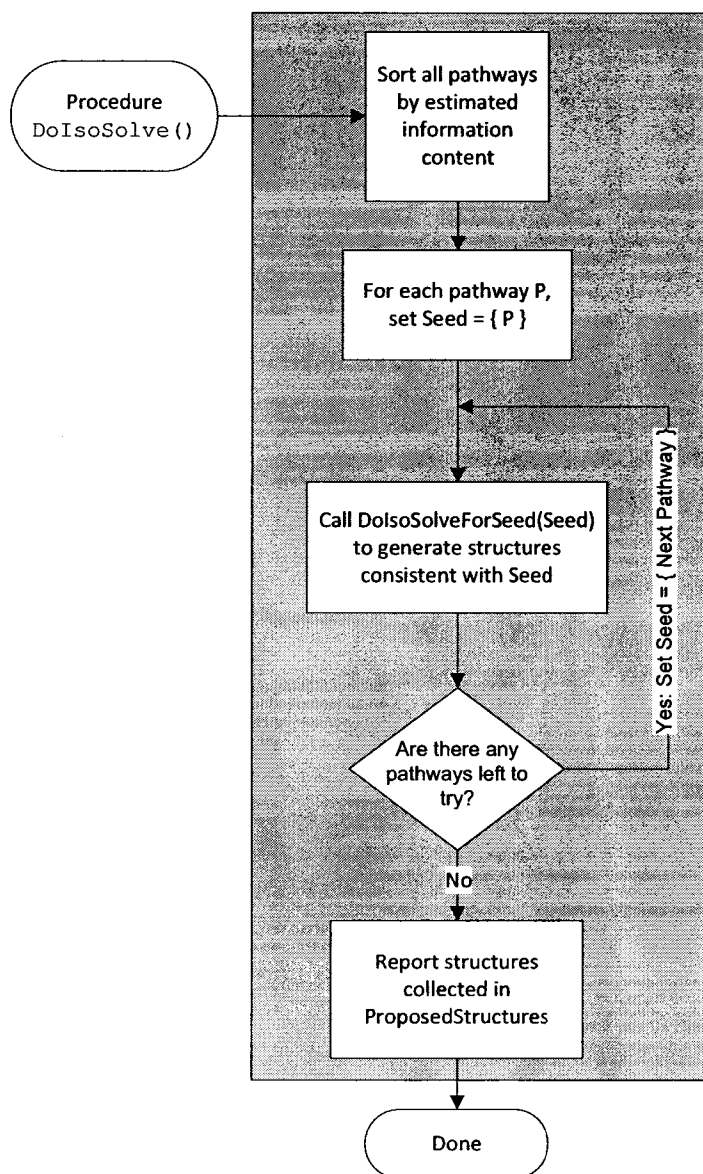 Procedure
DoIsoSolve()
Sort all pathways
by estimated
information
content
For each pathway P,
set Seed = { P }
Call DoIsoSolveForSeed(Seed)
to generate structures
consistent with Seed
Yes: Set Seed = { Next Pathway }
Are there any
pathways left to
try?
No
Report structures
collected in
ProposedStructures
Done